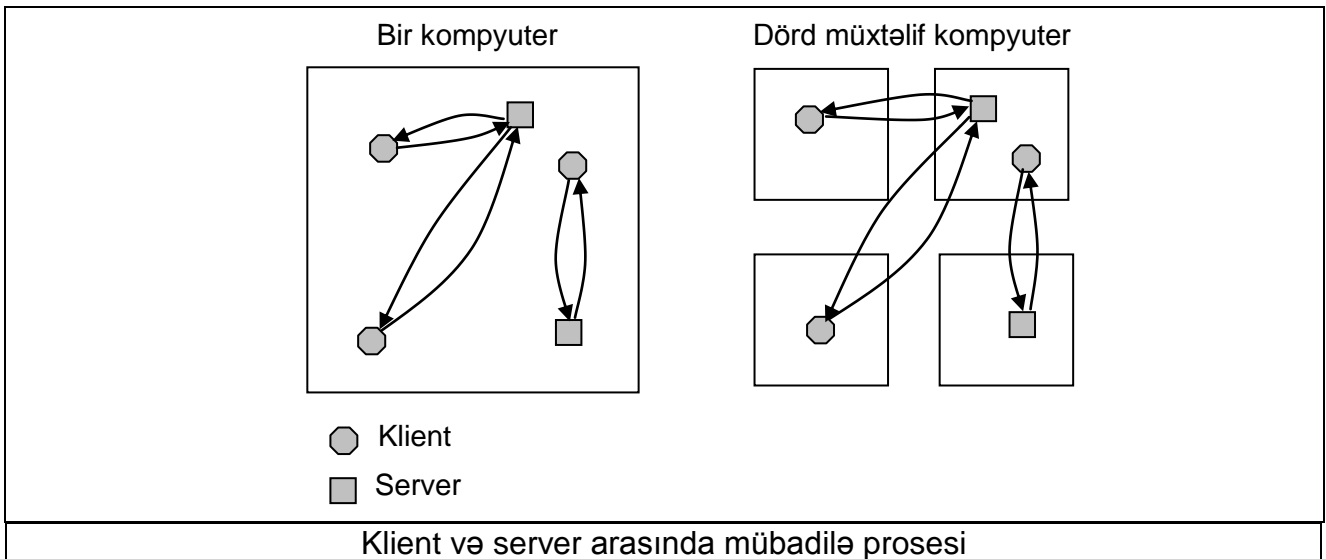 Bir kompyuter
Dörd müxtəlif kompyuter
Klient
Server
Klient və server arasında mübadilə prosesi